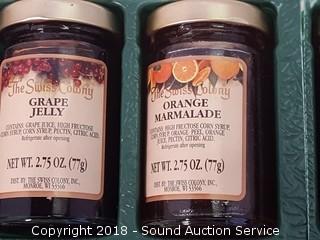 The Swiss Colony
GRAPE
JELLY
CONTAINS: GRAPE JUICE, HIGH FRUCTOSE
CORN SYRUP, CORN SYRUP, PECTIN, CITRIC ACID.
Refrigerate after opening
NET WT. 2.75 OZ. (77g)
DIST. BY: THE SWISS COLONY, INC.,
MONROE, WI 53566
The Swiss Colony
ORANGE
MARMALADE
CONTAINS: HIGH FRUCTOSE CORN SYRUP,
CORN SYRUP, ORANGE PEEL, ORANGE
JUICE, PECTIN, CITRIC ACID.
Refrigerate after opening
NET WT. 2.75 OZ. (77g)
DIST. BY: THE SWISS COLONY, INC.,
MONROE, WI 53566
Copyright 2018 - Sound Auction Service